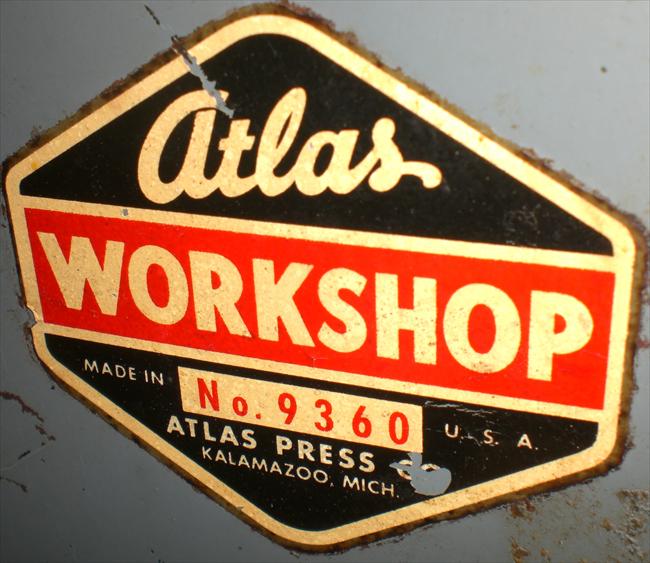 Atlas
WORKSHOP
MADE IN No. 9360 U. S. A.
ATLAS PRESS
KALAMAZOO, MICH.